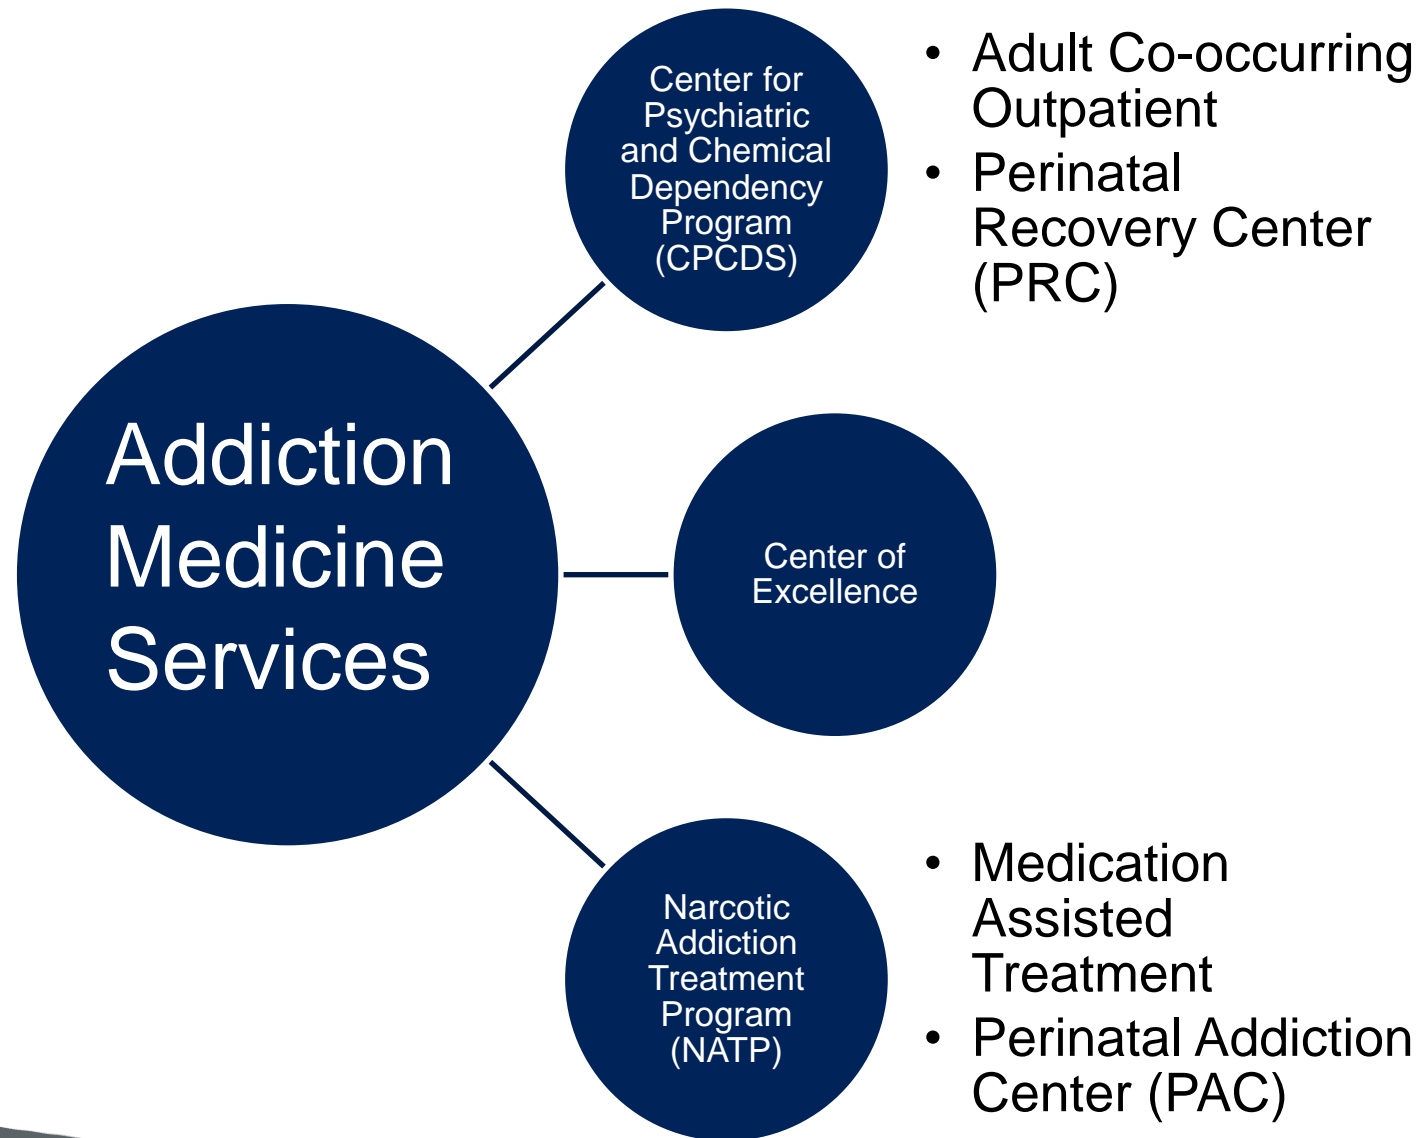 Addiction
Medicine
Services
Center for
Psychiatric
and Chemical
Dependency
Program
(CPCDS)
• Adult Co-occurring
Outpatient
• Perinatal
Recovery Center
(PRC)
Center of
Excellence
Narcotic
Addiction
Treatment
Program
(NATP)
• Medication
Assisted
Treatment
• Perinatal Addiction
Center (PAC)